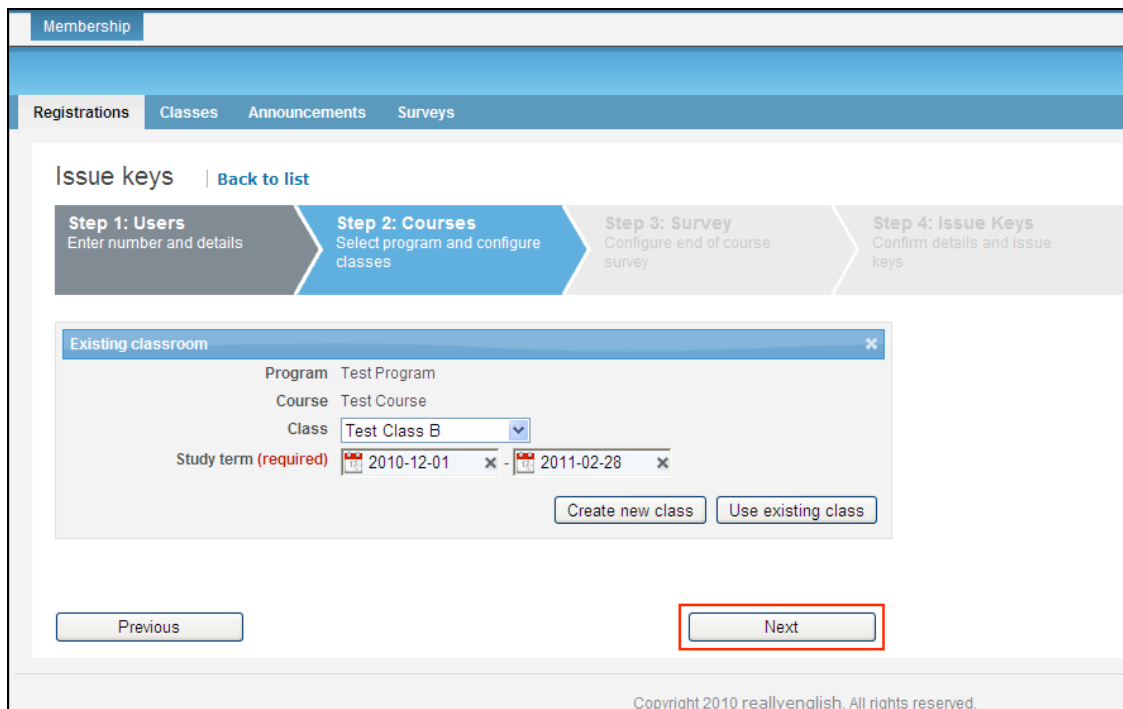 Membership
Registrations Classes Announcements Surveys
Issue keys | Back to list
Step 1: Users
Enter number and details
Step 2: Courses
Select program and configure
classes
Step 3: Survey
Configure end of course
survey
Step 4: Issue Keys
Confirm details and issue
keys
Existing classroom
Program Test Program
Course Test Course
Class Test Class B
Study term (required) 2010-12-01 - 2011-02-28
Create new class Use existing class
Previous Next
Copyright 2010 reallyenglish. All rights reserved.